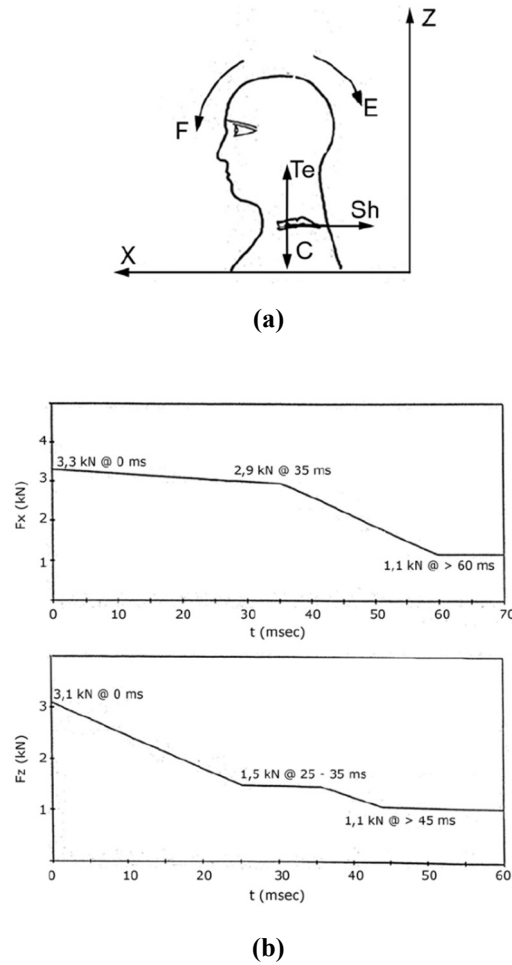 Z
F
E
Te
Sh
X
C
(a)
Fx (kN)
4
3
2
1
3,3 kN @ 0 ms
2,9 kN @ 35 ms
1,1 kN @ > 60 ms
0 10 20 30 40 50 60 70
t (msec)
Fz (kN)
3
2
1
3,1 kN @ 0 ms
1,5 kN @ 25 - 35 ms
1,1 kN @ > 45 ms
0 10 20 30 40 50 60
t (msec)
(b)